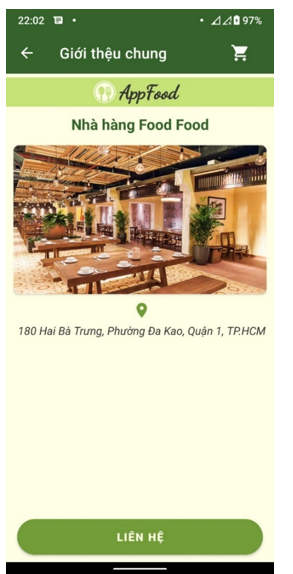 22:02
97%
Giới thệu chung
AppFood
Nhà hàng Food Food
180 Hai Bà Trưng, Phường Đa Kao, Quận 1, TP.HCM
LIÊN HỆ